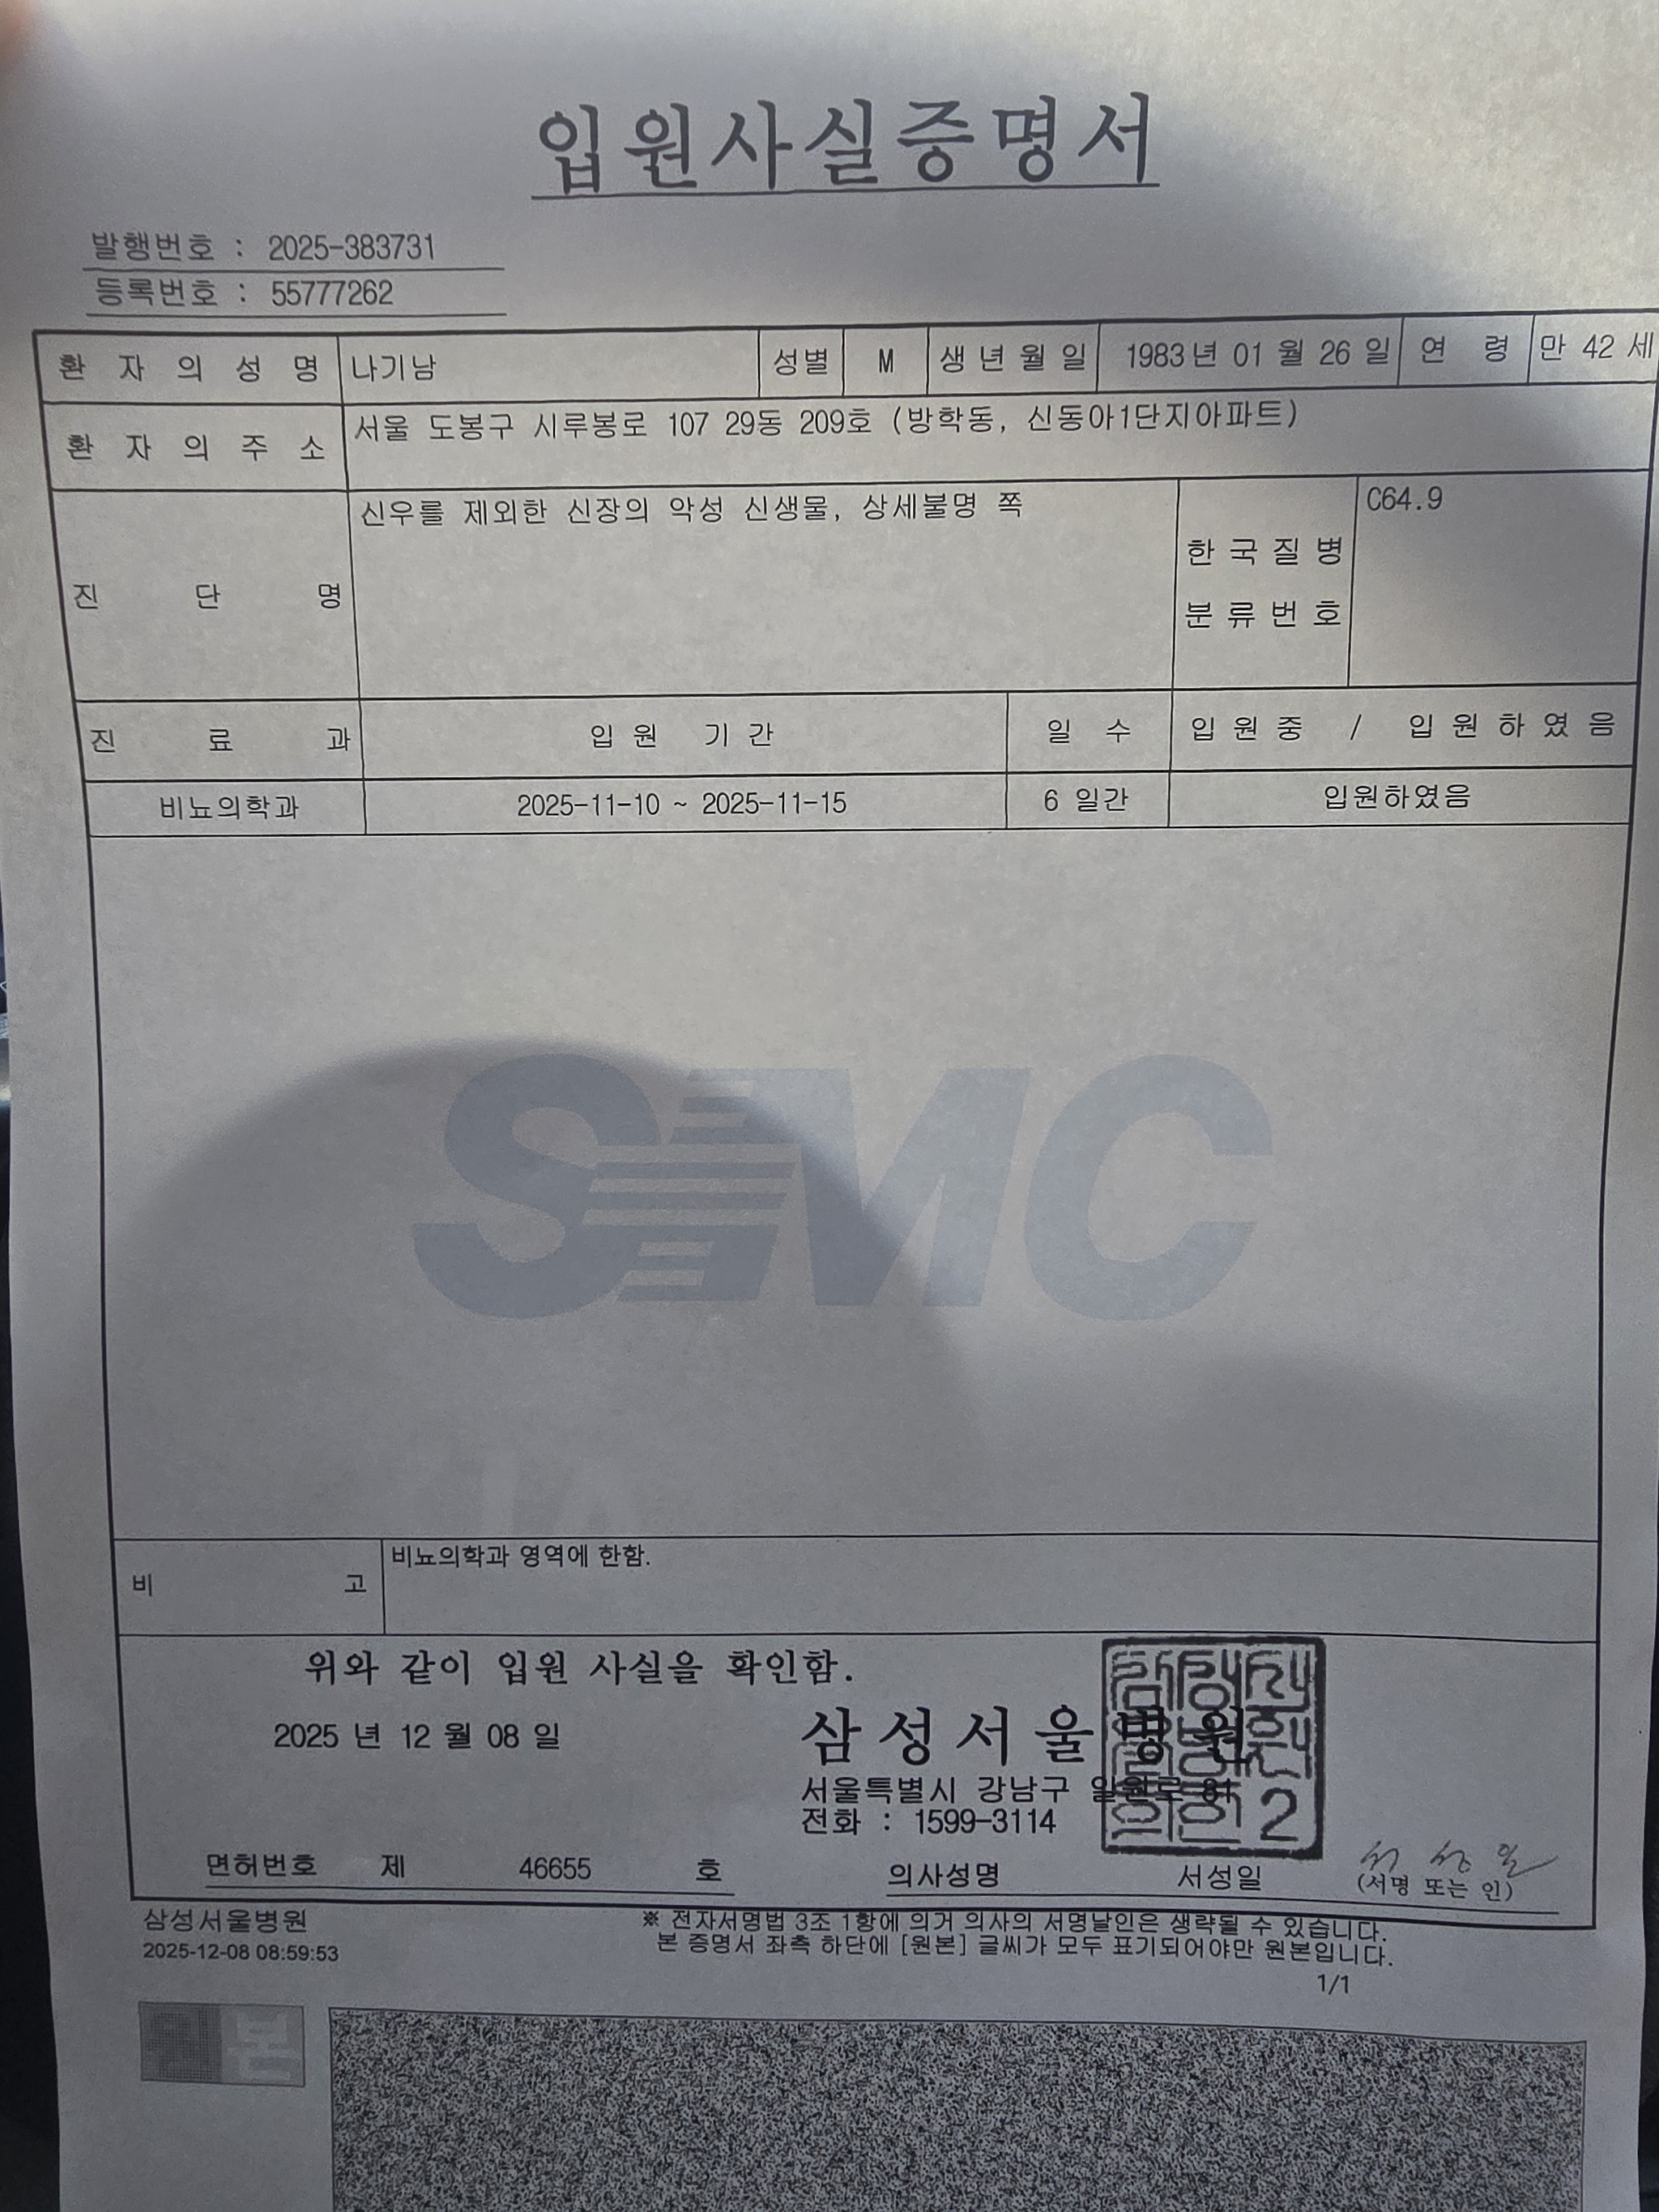 입원사실증명서
발행번호 : 2025-383731
등록번호 : 55777262
환자의성명 나기남 성별 M 생년월일 1983년 01 월 26 일 연령 만 42 세
환자의주소 서울 도봉구 시루봉로 107 29동 209호 (방학동, 신동아1단지아파트)
진단명 신우를 제외한 신장의 악성 신생물, 상세불명 쪽 한국질병 분류번호 C64.9
진료과 입원 기간 일수 입원중 / 입원하였음
비뇨의학과 2025-11-10 ~ 2025-11-15 6 일간 입원하였음
SMC
비고 비뇨의학과 영역에 한함.
위와 같이 입원 사실을 확인함.
2025 년 12 월 08 일
삼성서울병원
서울특별시 강남구 일원로 81
전화 : 1599-3114
면허번호 제 46655 호 의사성명 서성일 (서명 또는 인)
삼성서울병원
2025-12-08 08:59:53
※ 전자서명법 3조 1항에 의거 의사의 서명날인은 생략될 수 있습니다.
본 증명서 좌측 하단에 [원본] 글씨가 모두 표기되어야만 원본입니다.
1/1
원본